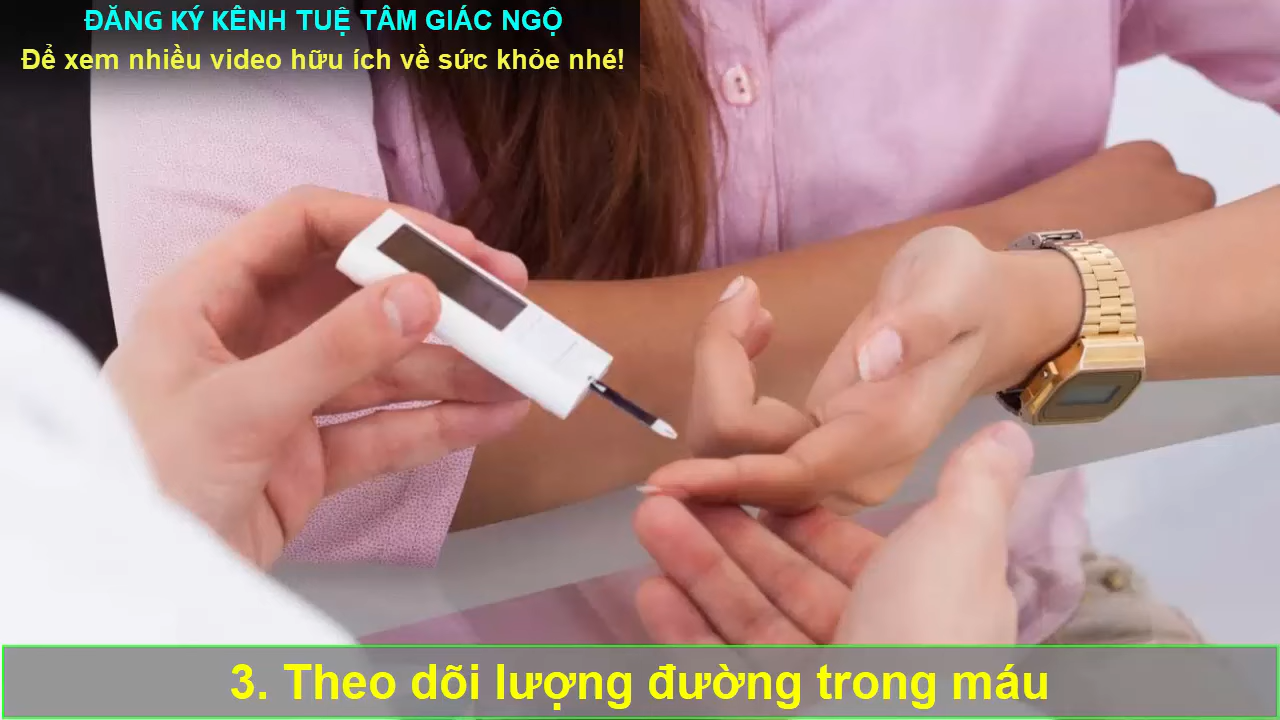 ĐĂNG KÝ KÊNH TUỆ TÂM GIÁC NGỘ
Để xem nhiều video hữu ích về sức khỏe nhé!
3. Theo dõi lượng đường trong máu